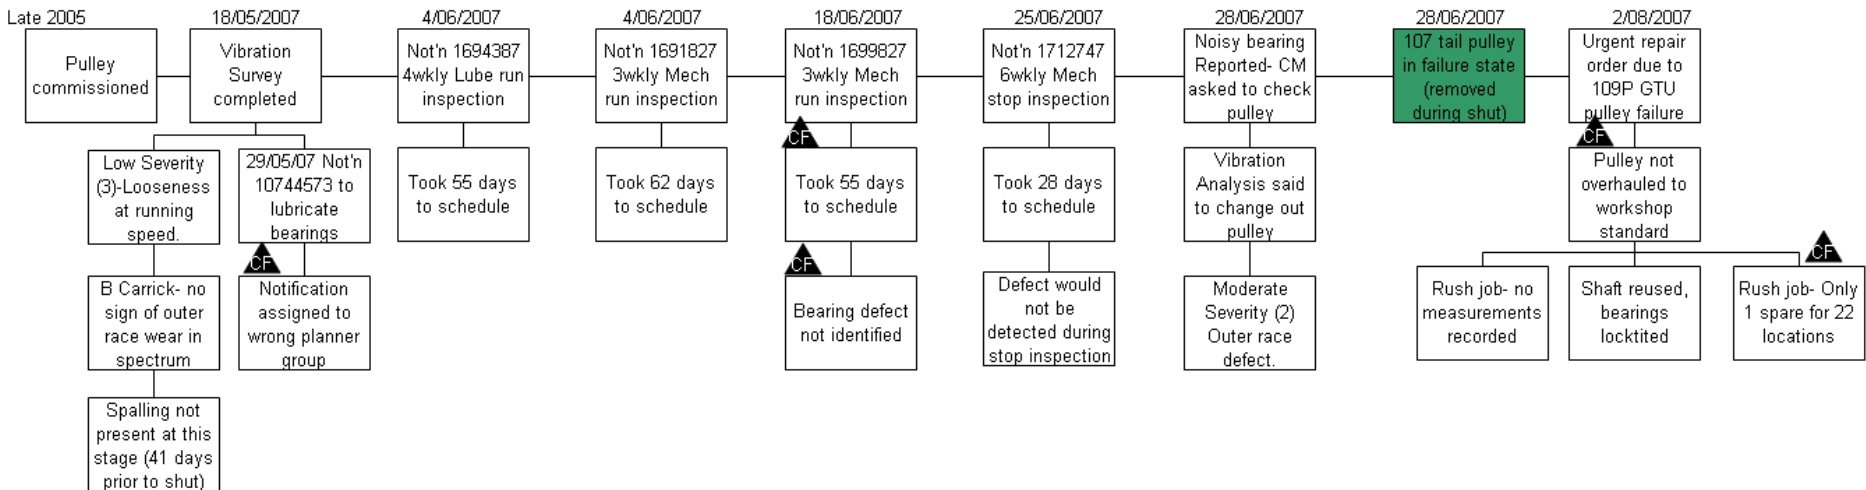 Late 2005
18/05/2007
4/06/2007
4/06/2007
18/06/2007
25/06/2007
28/06/2007
28/06/2007
2/08/2007
Pulley
commissioned
Vibration
Survey
completed
Not'n 1694387
4wkly Lube run
inspection
Not'n 1691827
3wkly Mech
run inspection
Not'n 1699827
3wkly Mech
run inspection
Not'n 1712747
6wkly Mech
stop inspection
Noisy bearing
Reported- CM
asked to check
pulley
107 tail pulley
in failure state
(removed
during shut)
Urgent repair
order due to
109P GTU
pulley failure
CF
CF
Low Severity
(3)-Looseness
at running
speed.
29/05/07 Not'n
10744573 to
lubricate
bearings
Took 55 days
to schedule
Took 62 days
to schedule
Took 55 days
to schedule
Took 28 days
to schedule
Vibration
Analysis said
to change out
pulley
Pulley not
overhauled to
workshop
standard
CF
CF
CF
B Carrick- no
sign of outer
race wear in
spectrum
Notification
assigned to
wrong planner
group
Bearing defect
not identified
Defect would
not be
detected during
stop inspection
Moderate
Severity (2)
Outer race
defect.
Rush job- no
measurements
recorded
Shaft reused,
bearings
locktited
Rush job- Only
1 spare for 22
locations
Spalling not
present at this
stage (41 days
prior to shut)